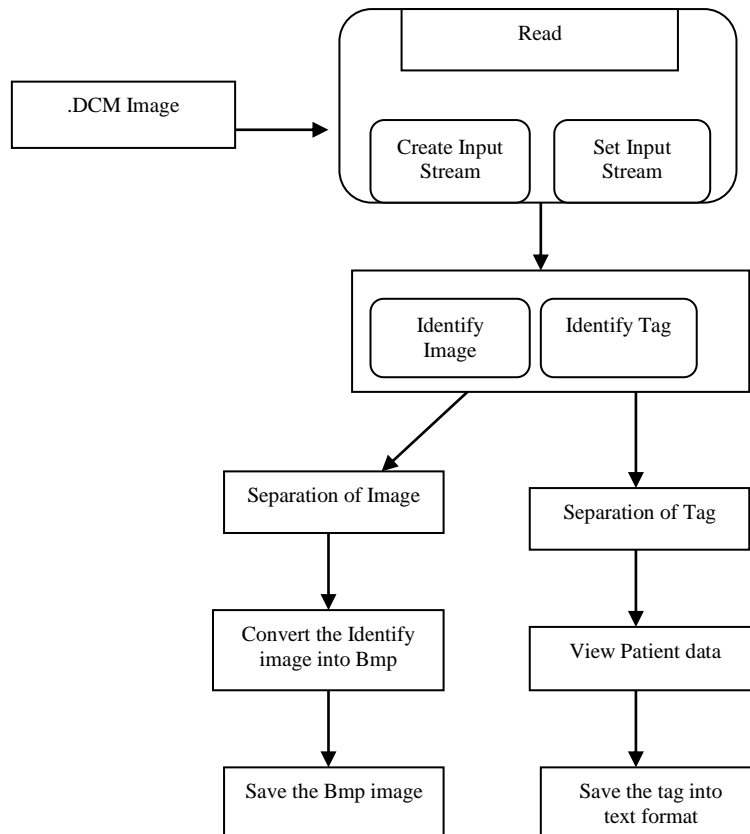 Read
.DCM Image
Create Input
Stream
Set Input
Stream
Identify
Image
Identify Tag
Separation of Image
Separation of Tag
Convert the Identify
image into Bmp
View Patient data
Save the Bmp image
Save the tag into
text format